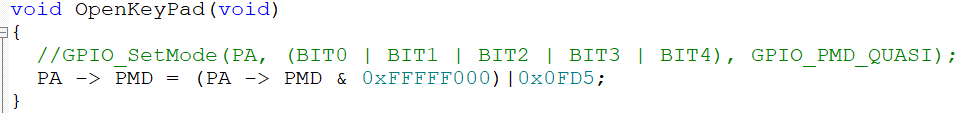 void OpenKeyPad(void)
{
//GPIO_SetMode(PA, (BIT0 | BIT1 | BIT2 | BIT3 | BIT4), GPIO_PMD_QUASI);
PA -> PMD = (PA -> PMD & 0xFFFFF000)|0x0FD5;
}